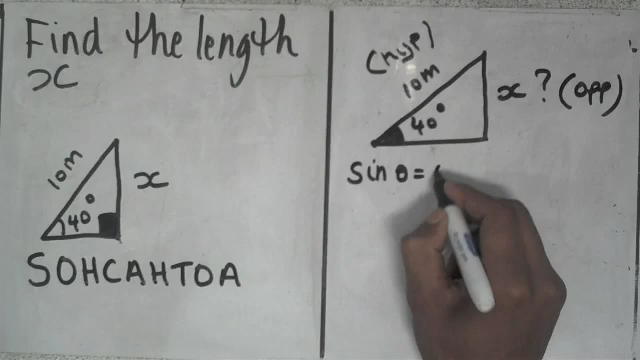 Find the length
x
10m
x
40°
SOHCAHTOA
(hyp)
10m
x? (opp)
40°
Sin θ =